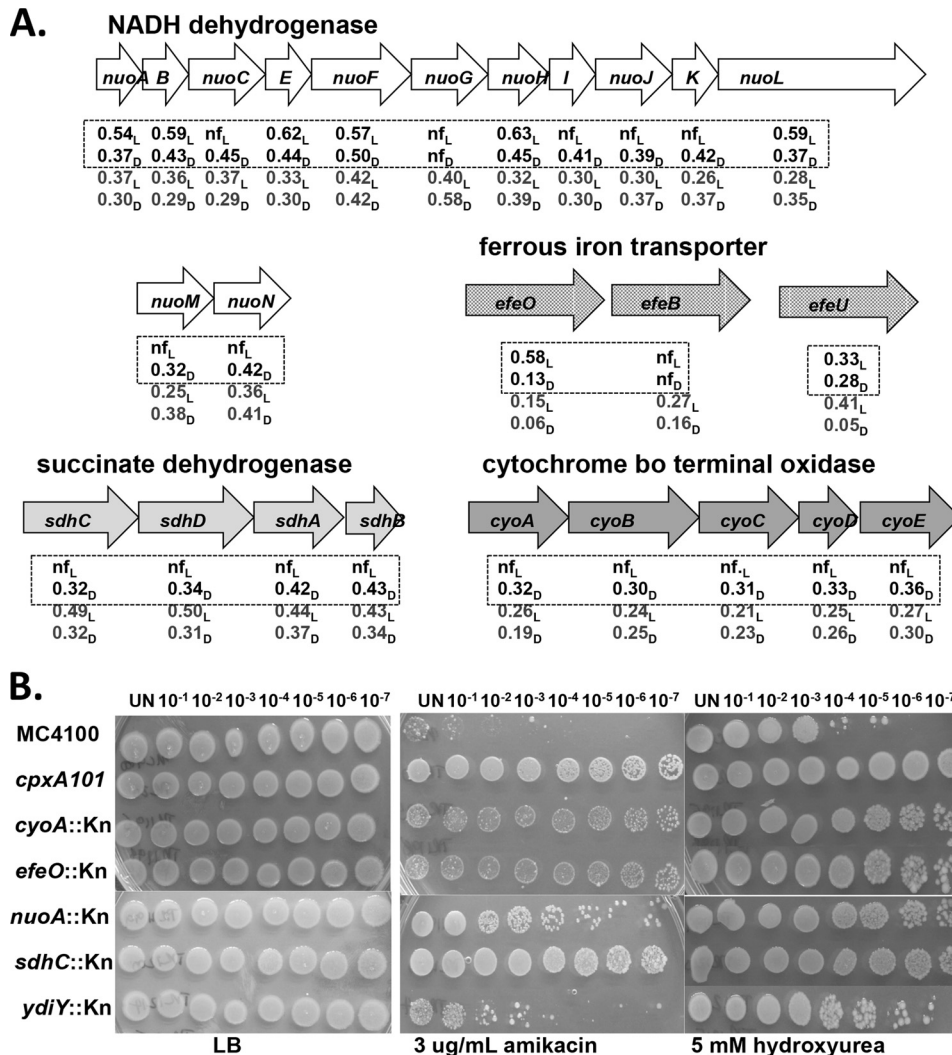 A.
NADH dehydrogenase
nuoA B nuoC E nuoF nuoG nuoH I nuoJ K nuoL
0.54L 0.59L nfL 0.62L 0.57L nfL 0.63L nfL nfL nfL 0.59L
0.37D 0.43D 0.45D 0.44D 0.50D nfD 0.45D 0.41D 0.39D 0.42D 0.37D
0.37L 0.36L 0.37L 0.33L 0.42L 0.40L 0.32L 0.30L 0.30L 0.26L 0.28L
0.30D 0.29D 0.29D 0.30D 0.42D 0.58D 0.39D 0.30D 0.37D 0.37D 0.35D
ferrous iron transporter
nuoM nuoN
nfL nfL
0.32D 0.42D
0.25L 0.36L
0.38D 0.41D
efeO efeB efeU
0.58L nfL 0.33L
0.13D nfD 0.28D
0.15L 0.27L 0.41L
0.06D 0.16D 0.05D
succinate dehydrogenase
sdhC sdhD sdhA sdhB
nfL nfL nfL nfL
0.32D 0.34D 0.42D 0.43D
0.49L 0.50L 0.44L 0.43L
0.32D 0.31D 0.37D 0.34D
cytochrome bo terminal oxidase
cyoA cyoB cyoC cyoD cyoE
nfL nfL nf.L nfL nfL
0.32D 0.30D 0.31D 0.33D 0.36D
0.26L 0.24L 0.21L 0.25L 0.27L
0.19D 0.25D 0.23D 0.26D 0.30D
B.
UN 10-1 10-2 10-3 10-4 10-5 10-6 10-7 UN 10-1 10-2 10-3 10-4 10-5 10-6 10-7 UN 10-1 10-2 10-3 10-4 10-5 10-6 10-7
MC4100
cpxA101
cyoA::Kn
efeO::Kn
nuoA::Kn
sdhC::Kn
ydiY::Kn
LB 3 ug/mL amikacin 5 mM hydroxyurea